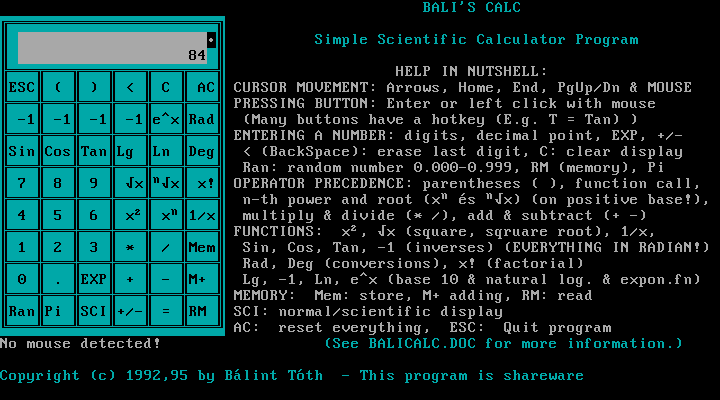 BALI'S CALC
Simple Scientific Calculator Program
84
ESC ( ) < C AC
-1 -1 -1 -1 e^x Rad
Sin Cos Tan Lg Ln Deg
7 8 9 √x ⁿ√x x!
4 5 6 x² xⁿ 1/x
1 2 3 * / Mem
0 . EXP + - M+
Ran Pi SCI +/- = RM
No mouse detected!
HELP IN NUTSHELL:
CURSOR MOVEMENT: Arrows, Home, End, PgUp/Dn & MOUSE
PRESSING BUTTON: Enter or left click with mouse
(Many buttons have a hotkey (E.g. T = Tan) )
ENTERING A NUMBER: digits, decimal point, EXP, +/-
< (BackSpace): erase last digit, C: clear display
Ran: random number 0.000-0.999, RM (memory), Pi
OPERATOR PRECEDENCE: parentheses ( ), function call,
n-th power and root (xⁿ és ⁿ√x) (on positive base!),
multiply & divide (* /), add & subtract (+ -)
FUNCTIONS: x², √x (square, sqruare root), 1/x,
Sin, Cos, Tan, -1 (inverses) (EVERYTHING IN RADIAN!)
Rad, Deg (conversions), x! (factorial)
Lg, -1, Ln, e^x (base 10 & natural log. & expon.fn)
MEMORY: Mem: store, M+ adding, RM: read
SCI: normal/scientific display
AC: reset everything, ESC: Quit program
(See BALICALC.DOC for more information.)
Copyright (c) 1992,95 by Bálint Tóth - This program is shareware